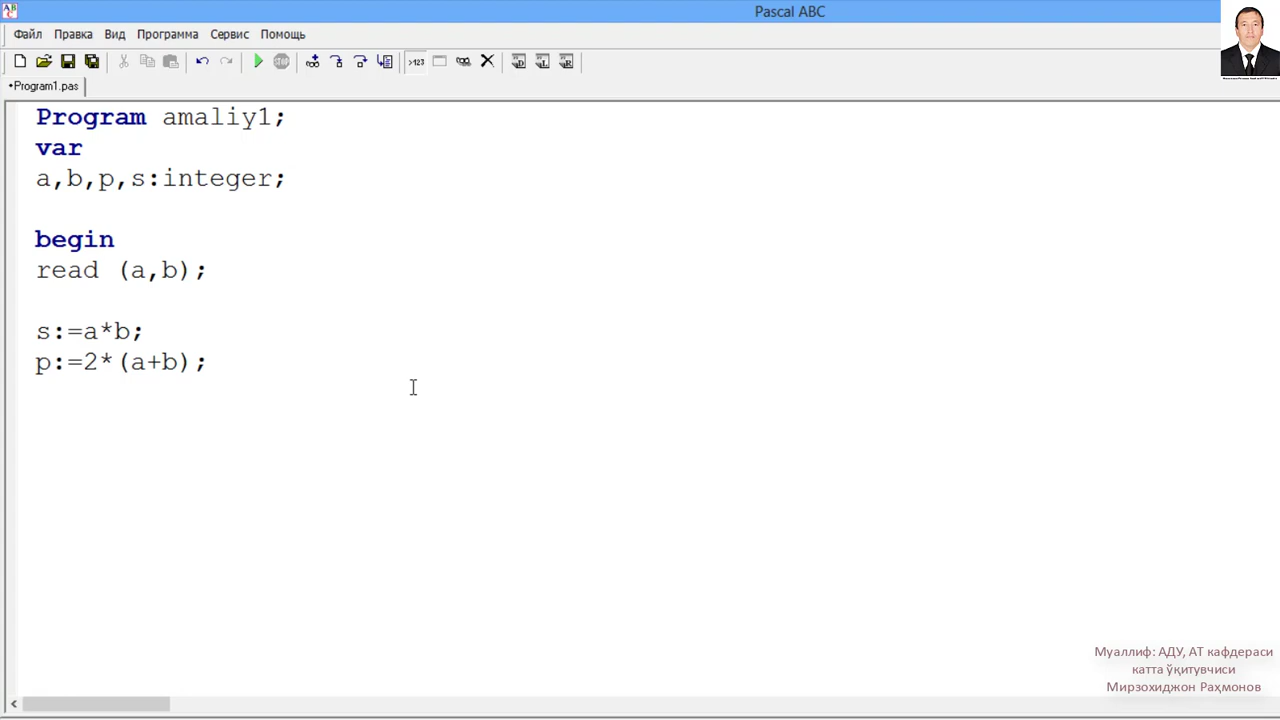 Pascal ABC
Файл Правка Вид Программа Сервис Помощь
•Program1.pas
Program amaliy1;
var
a,b,p,s:integer;
begin
read (a,b);
s:=a*b;
p:=2*(a+b);
Муаллиф: АДУ, АТ кафдераси
катта ўқитувчиси
Мирзохиджон Раҳмонов